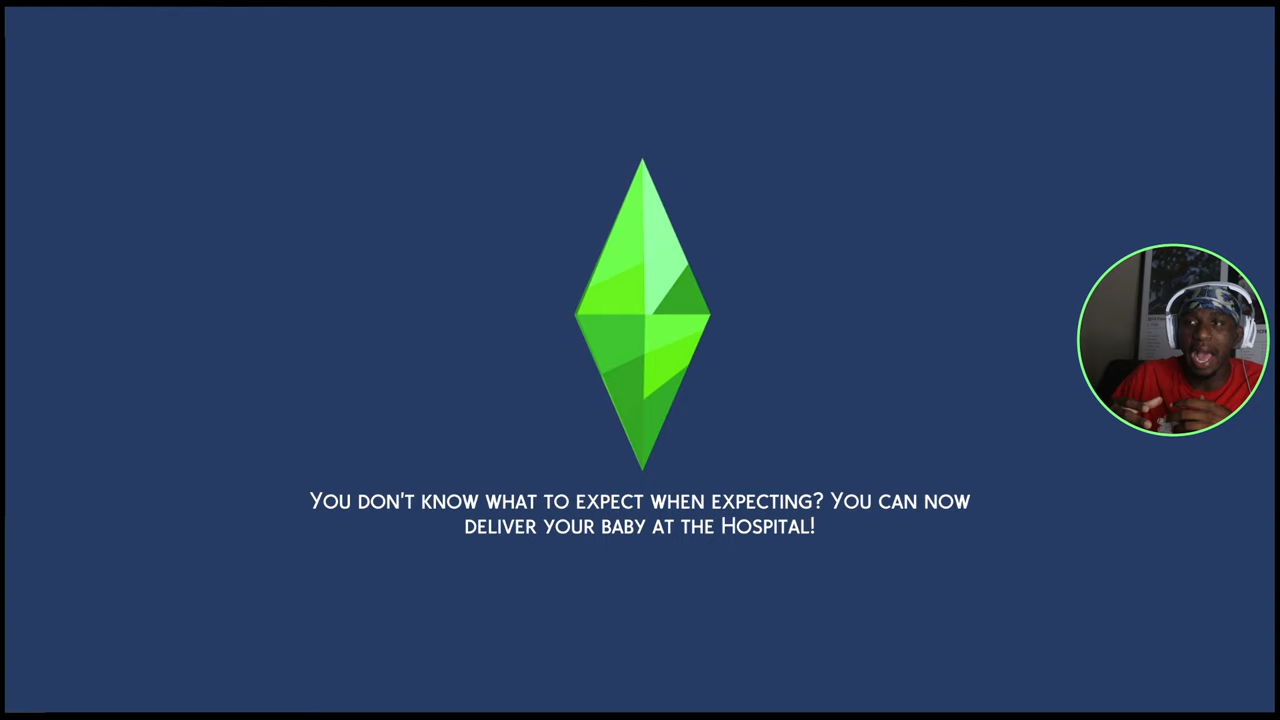 You don't know what to expect when expecting? You can now
deliver your baby at the Hospital!